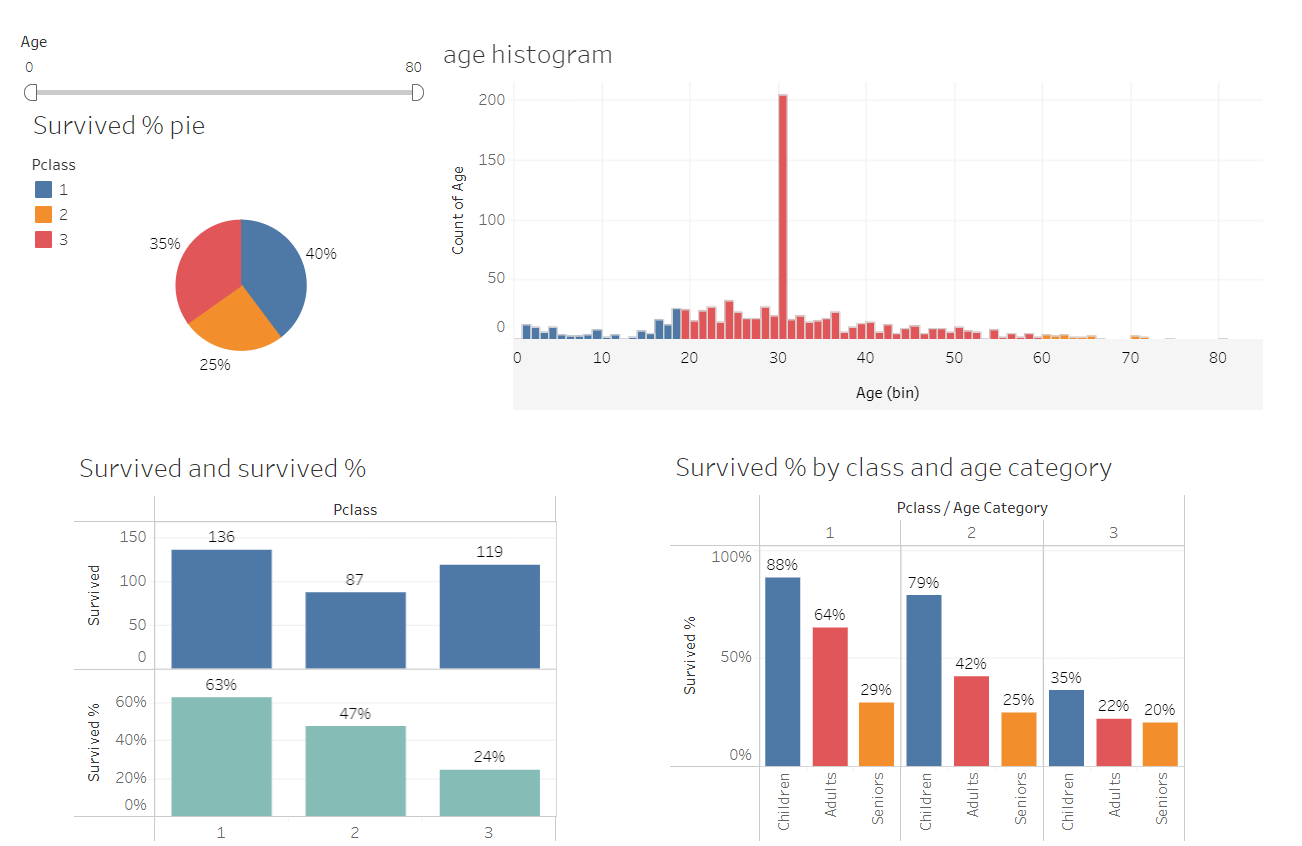 Age
0 80
Survived % pie
Pclass
1
2
3
35%
40%
25%
age histogram
Count of Age
200
150
100
50
0
0 10 20 30 40 50 60 70 80
Age (bin)
Survived and survived %
Pclass
Survived
150
100
50
0
136 87 119
Survived %
60%
40%
20%
0%
63% 47% 24%
1 2 3
Survived % by class and age category
Pclass / Age Category
1 2 3
Survived %
100%
50%
0%
88% 64% 29% 79% 42% 25% 35% 22% 20%
Children Adults Seniors Children Adults Seniors Children Adults Seniors